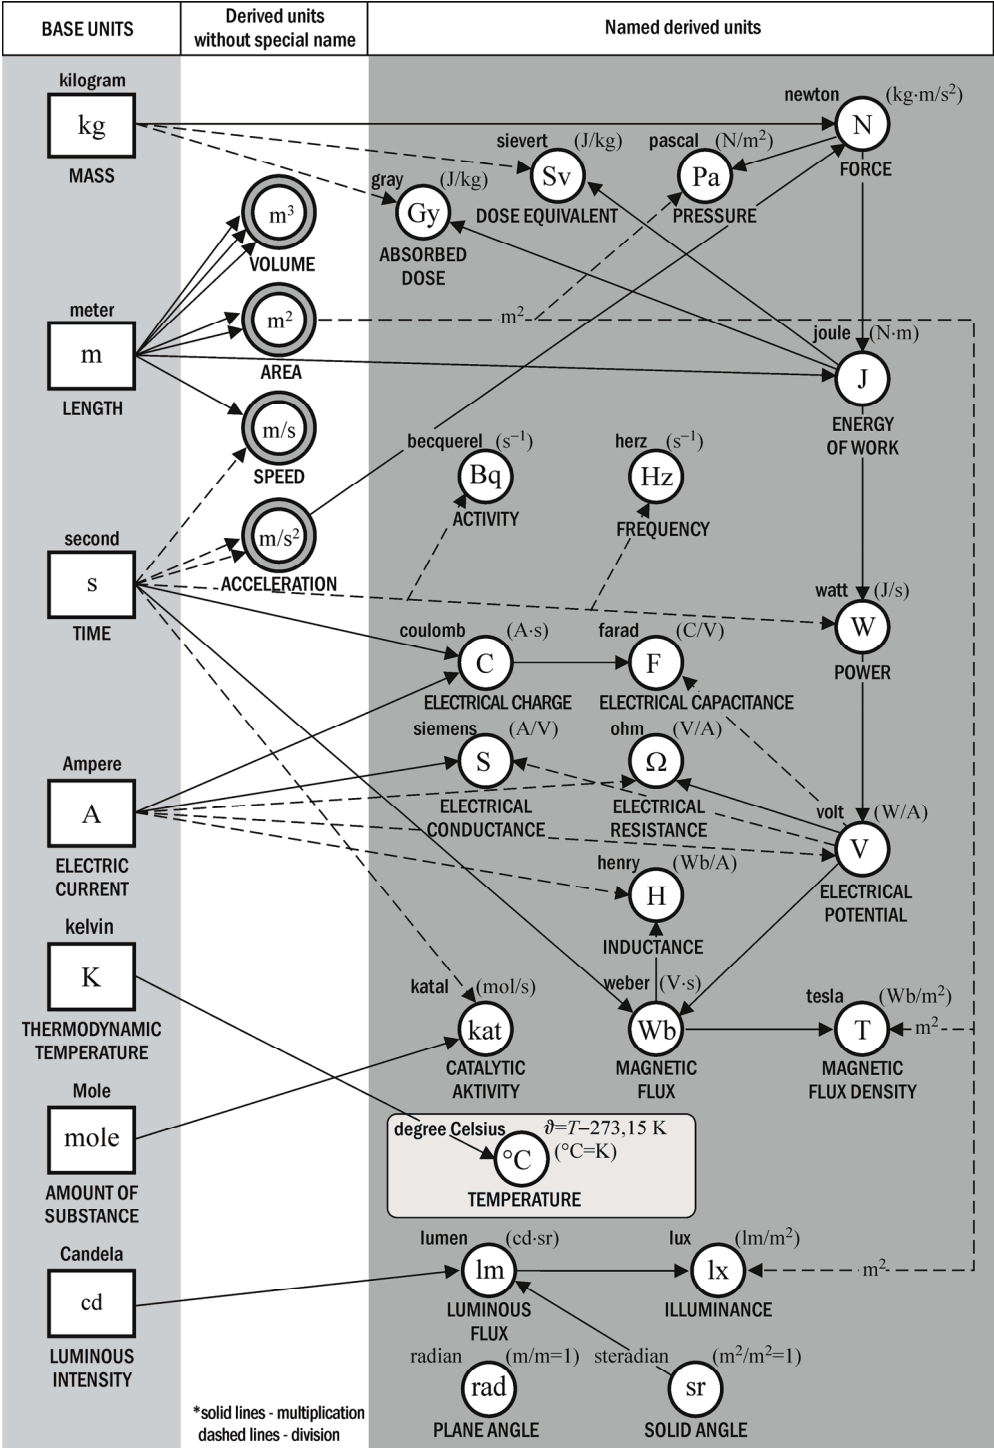 BASE UNITS
Derived units
without special name
Named derived units
kilogram
kg
MASS
newton
(kg·m/s²)
N
FORCE
sievert
(J/kg)
Sv
DOSE EQUIVALENT
pascal
(N/m²)
Pa
PRESSURE
gray
(J/kg)
Gy
ABSORBED
DOSE
m³
VOLUME
meter
m
LENGTH
m²
AREA
m²
joule
(N·m)
J
ENERGY
OF WORK
m/s
SPEED
becquerel
(s⁻¹)
Bq
ACTIVITY
herz
(s⁻¹)
Hz
FREQUENCY
second
s
TIME
m/s²
ACCELERATION
watt
(J/s)
W
POWER
coulomb
(A·s)
C
ELECTRICAL CHARGE
farad
(C/V)
F
ELECTRICAL CAPACITANCE
siemens
(A/V)
S
ELECTRICAL
CONDUCTANCE
ohm
(V/A)
Ω
ELECTRICAL
RESISTANCE
Ampere
A
ELECTRIC
CURRENT
volt
(W/A)
V
ELECTRICAL
POTENTIAL
henry
(Wb/A)
H
INDUCTANCE
kelvin
K
THERMODYNAMIC
TEMPERATURE
katal
(mol/s)
kat
CATALYTIC
AKTIVITY
weber
(V·s)
Wb
MAGNETIC
FLUX
tesla
(Wb/m²)
T
m²
MAGNETIC
FLUX DENSITY
Mole
mole
AMOUNT OF
SUBSTANCE
degree Celsius
ϑ=T–273,15 K
(°C=K)
°C
TEMPERATURE
Candela
cd
LUMINOUS
INTENSITY
lumen
(cd·sr)
lm
LUMINOUS
FLUX
lux
(lm/m²)
lx
m²
ILLUMINANCE
radian
(m/m=1)
rad
PLANE ANGLE
steradian
(m²/m²=1)
sr
SOLID ANGLE
*solid lines - multiplication
dashed lines - division